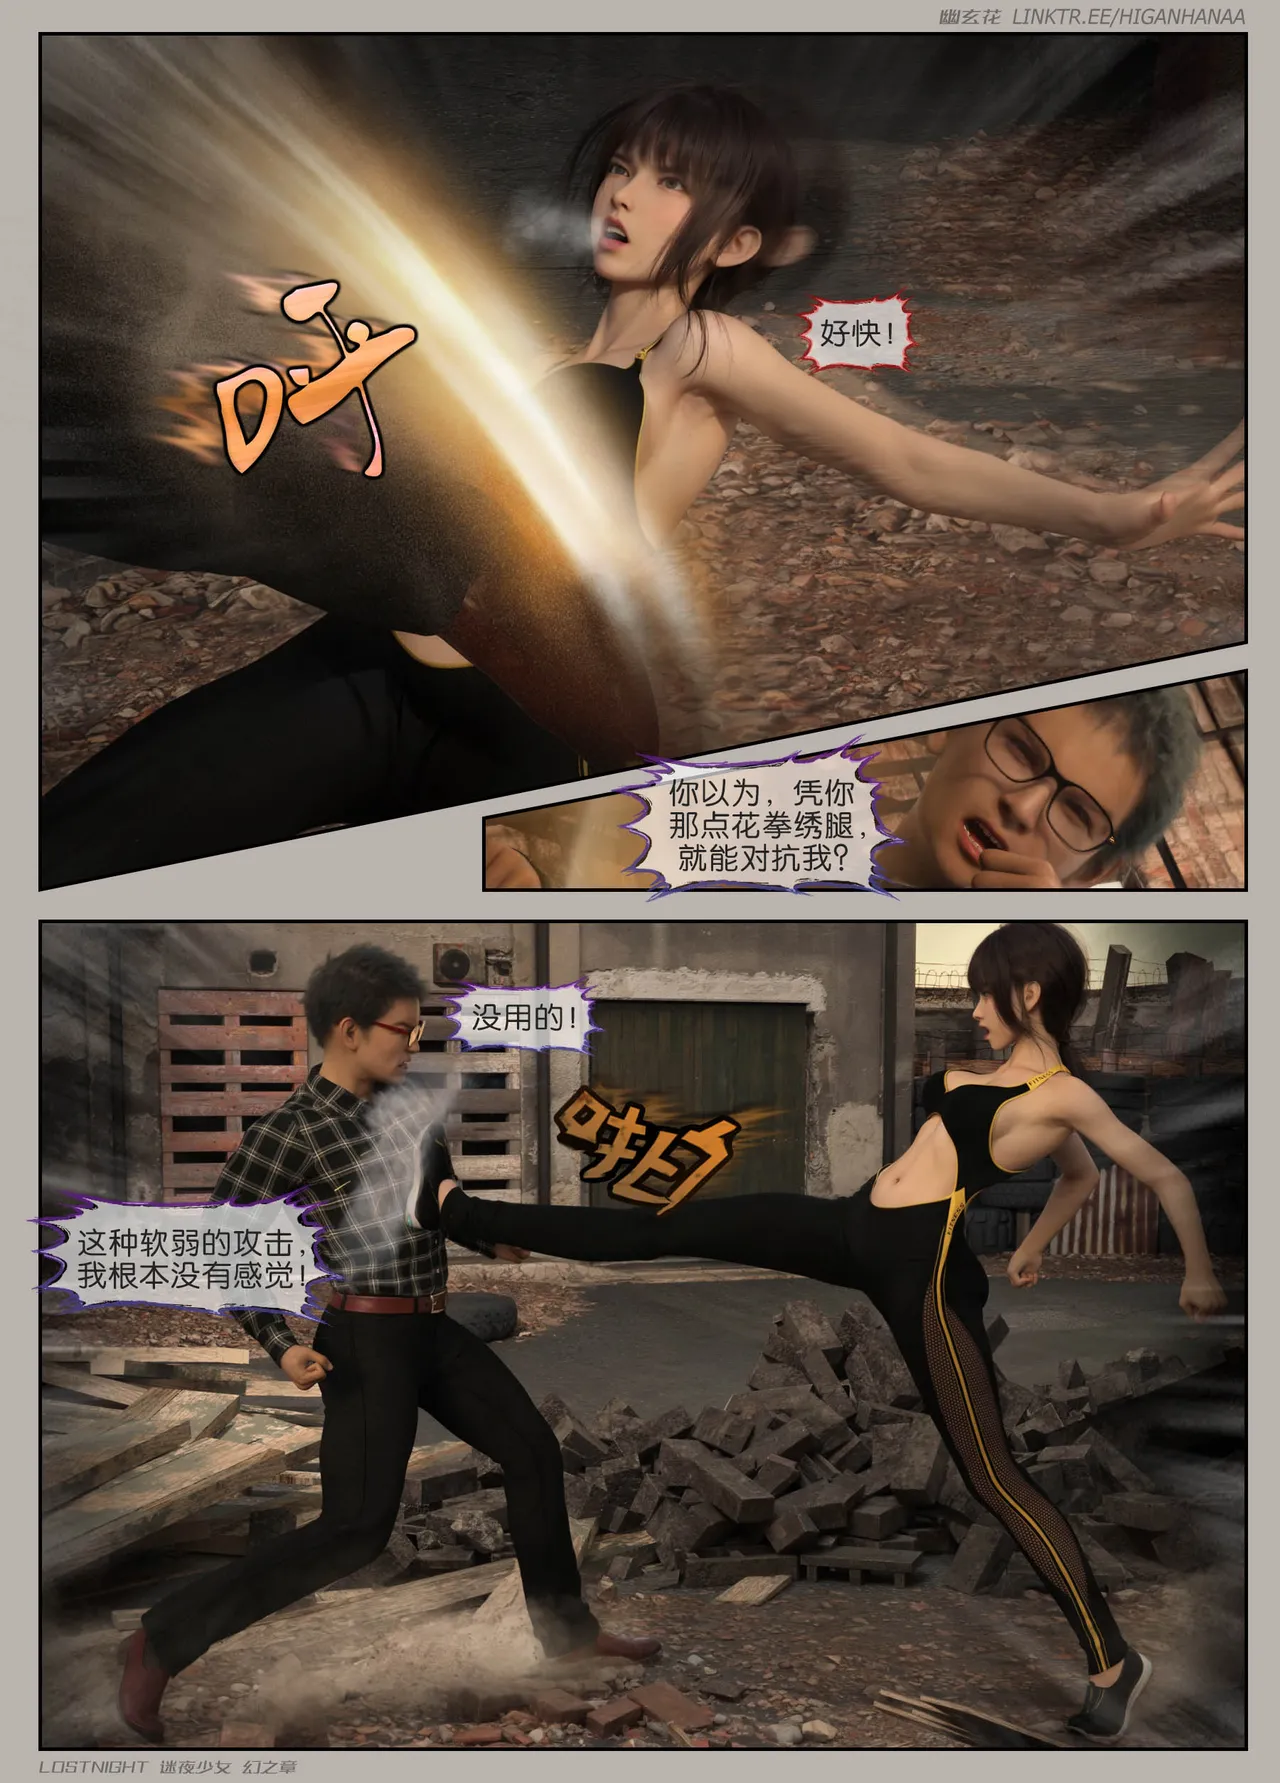 幽玄花 LINKTR.EE/HIGANHANAA
呼
好快!
你以为，凭你
那点花拳绣腿，
就能对抗我?
没用的!
啪
这种软弱的攻击，
我根本没有感觉!
FITNESS
FITNESS
LOSTNIGHT 迷夜少女 幻之章